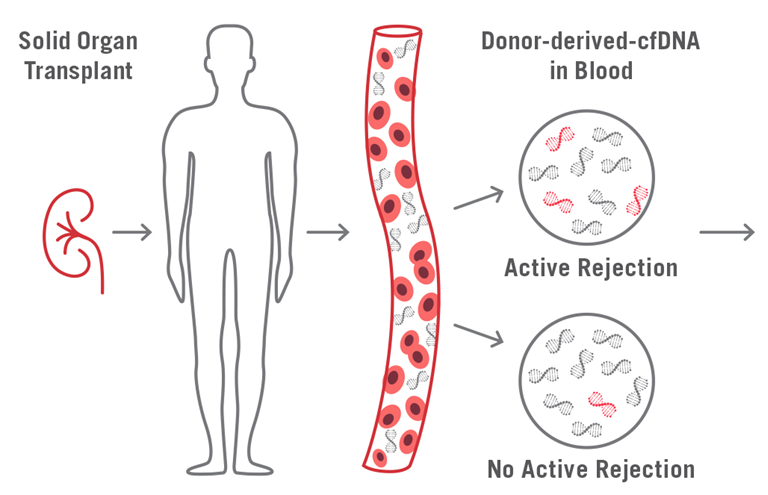 Solid Organ
Transplant
Donor-derived-cfDNA
in Blood
Active Rejection
No Active Rejection